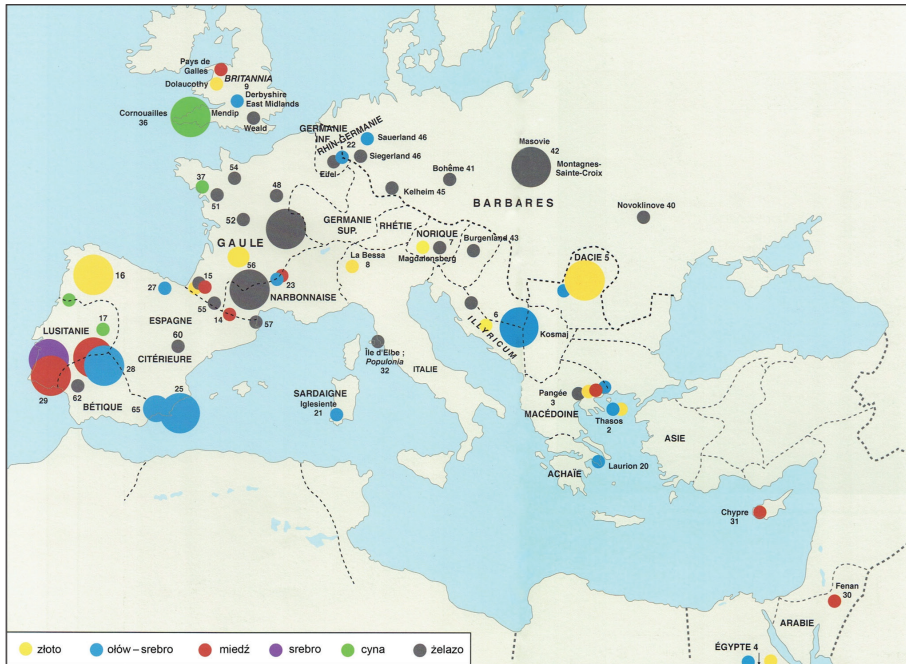 Pays de
Galles
BRITANNIA
9
Dolaucothy
Derbyshire
East Midlands
Cornouailles
36
Mendip
Weald
GERMANIE
INF.
RHIN-GERMANIE
22
Sauerland 46
Siegerland 46
Eifel
Masovie
42
Montagnes-
Sainte-Croix
Bohême 41
Kelheim 45
BARBARES
Novoklinove 40
37
54
51
48
52
GERMANIE
SUP.
RHÉTIE
NORIQUE
7
Magdalensberg
Burgenland 43
GAULE
56
La Bessa
8
DACIE 5
16
27
15
55
14
23
NARBONNAISE
57
ILLYRICUM
6
Kosmaj
ESPAGNE
CITÉRIEURE
60
17
LUSITANIE
28
29
62
BÉTIQUE
65
25
Île d'Elbe ;
Populonia
32
ITALIE
SARDAIGNE
Iglesiente
21
Pangée
3
MACÉDOINE
Thasos
2
ASIE
Laurion 20
ACHAÏE
Chypre
31
Fenan
30
ARABIE
ÉGYPTE 4
złoto
ołów – srebro
miedź
srebro
cyna
żelazo